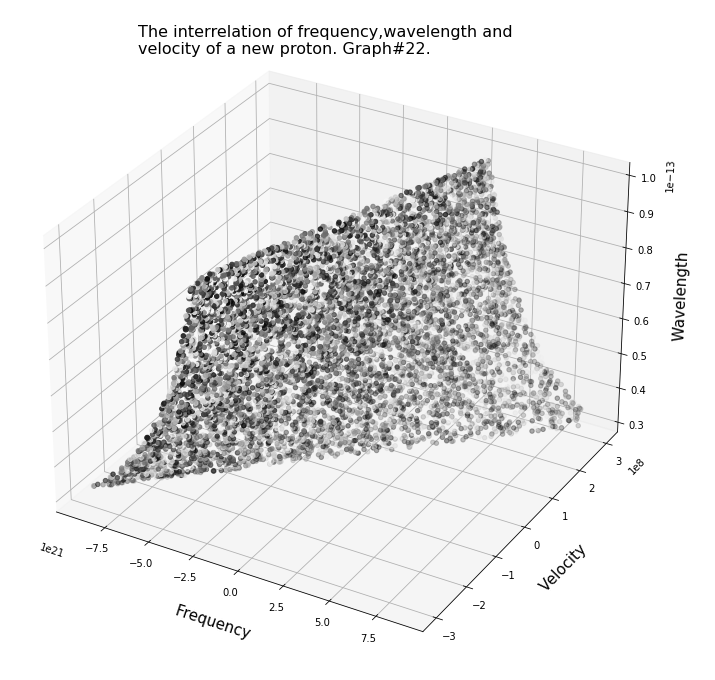 The interrelation of frequency,wavelength and
velocity of a new proton. Graph#22.
1e−13
1.0
0.9
0.8
0.7
0.6
0.5
0.4
0.3
Wavelength
1e8
3
2
1
0
−1
−2
−3
Velocity
1e21
−7.5
−5.0
−2.5
0.0
2.5
5.0
7.5
Frequency